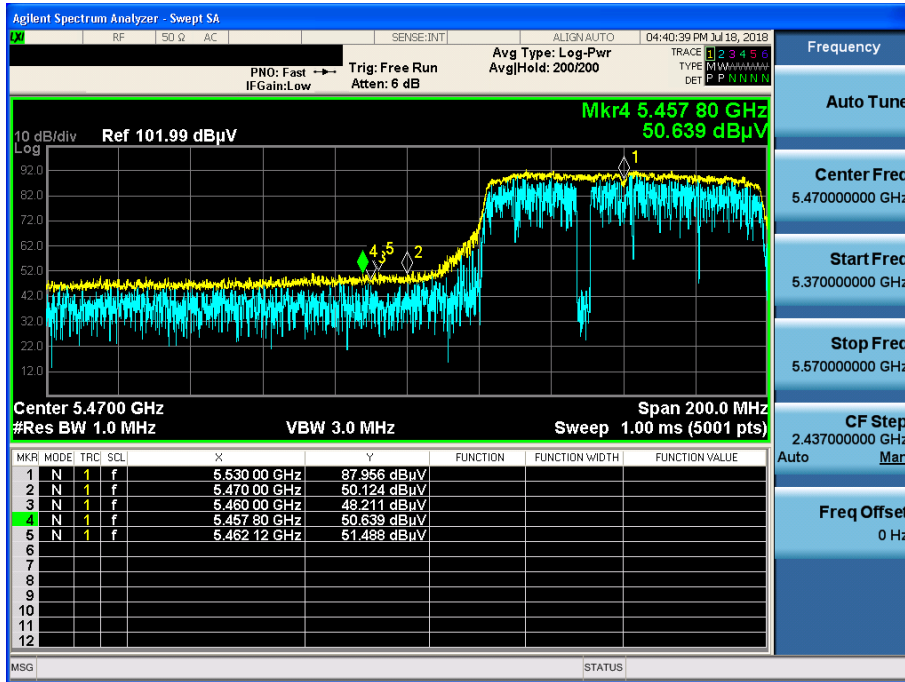 Agilent Spectrum Analyzer - Swept SA
LXI RF 50 Ω AC SENSE:INT ALIGN AUTO 04:40:39 PM Jul 18, 2018
PNO: Fast Trig: Free Run Avg Type: Log-Pwr TRACE 1 2 3 4 5 6
IFGain:Low Atten: 6 dB Avg|Hold: 200/200 TYPE M W W W W W
DET P P N N N N
Mkr4 5.457 80 GHz
50.639 dBµV
10 dB/div Ref 101.99 dBµV
Log
92.0
82.0
72.0
62.0
52.0
42.0
32.0
22.0
12.0
1
4 3 5 2
Center 5.4700 GHz Span 200.0 MHz
#Res BW 1.0 MHz VBW 3.0 MHz Sweep 1.00 ms (5001 pts)
MKR MODE TRC SCL X Y FUNCTION FUNCTION WIDTH FUNCTION VALUE
1 N 1 f 5.530 00 GHz 87.956 dBµV
2 N 1 f 5.470 00 GHz 50.124 dBµV
3 N 1 f 5.460 00 GHz 48.211 dBµV
4 N 1 f 5.457 80 GHz 50.639 dBµV
5 N 1 f 5.462 12 GHz 51.488 dBµV
6
7
8
9
10
11
12
MSG STATUS
Frequency
Auto Tune
Center Freq
5.470000000 GHz
Start Freq
5.370000000 GHz
Stop Freq
5.570000000 GHz
CF Step
2.437000000 GHz
Auto Man
Freq Offset
0 Hz